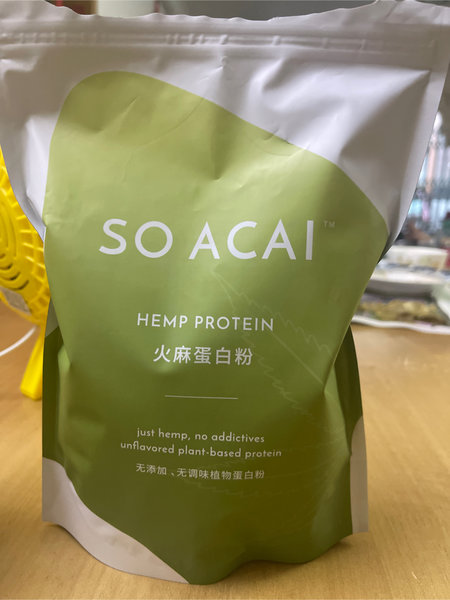 SO ACAI™
HEMP PROTEIN
火麻蛋白粉
just hemp, no addictives
unflavored plant-based protein
无添加、无调味植物蛋白粉